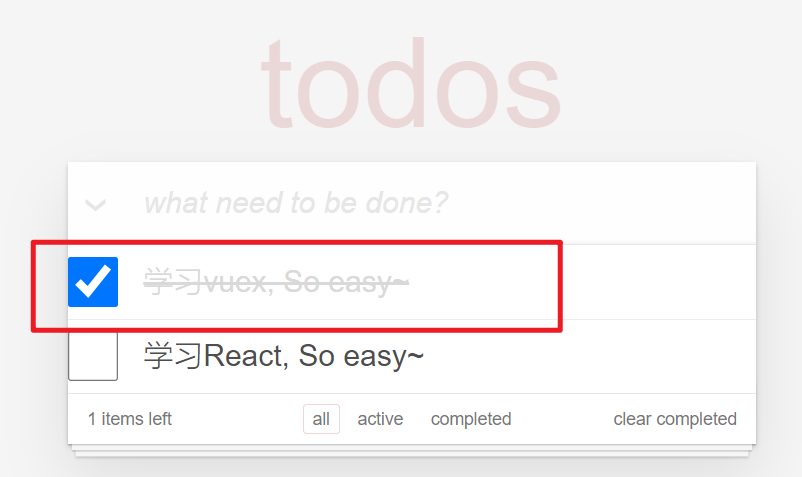 todos
what need to be done?
学习vuex, So easy~
学习React, So easy~
1 items left all active completed clear completed